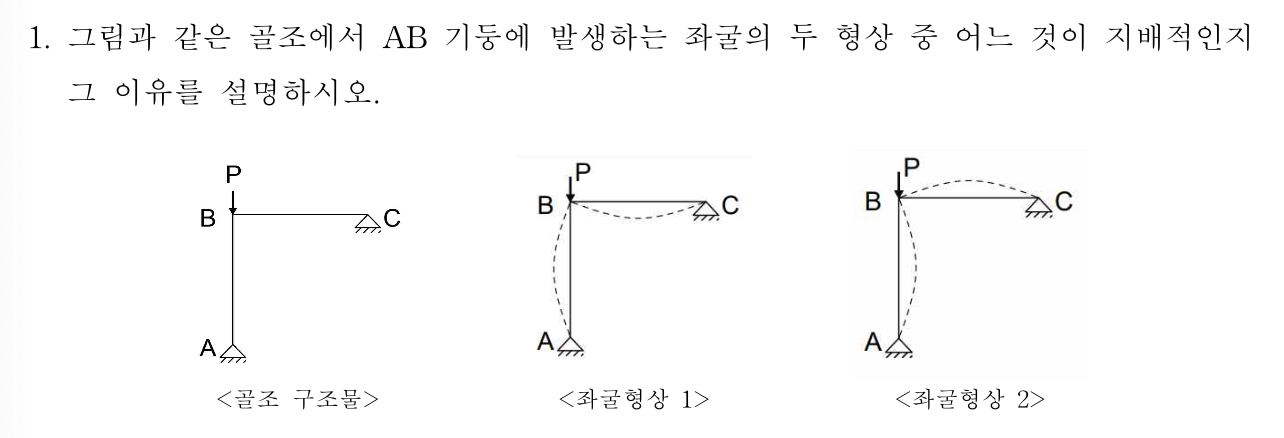 1. 그림과 같은 골조에서 AB 기둥에 발생하는 좌굴의 두 형상 중 어느 것이 지배적인지
그 이유를 설명하시오.
P
B
C
A
<골조 구조물>
P
B
C
A
<좌굴형상 1>
P
B
C
A
<좌굴형상 2>